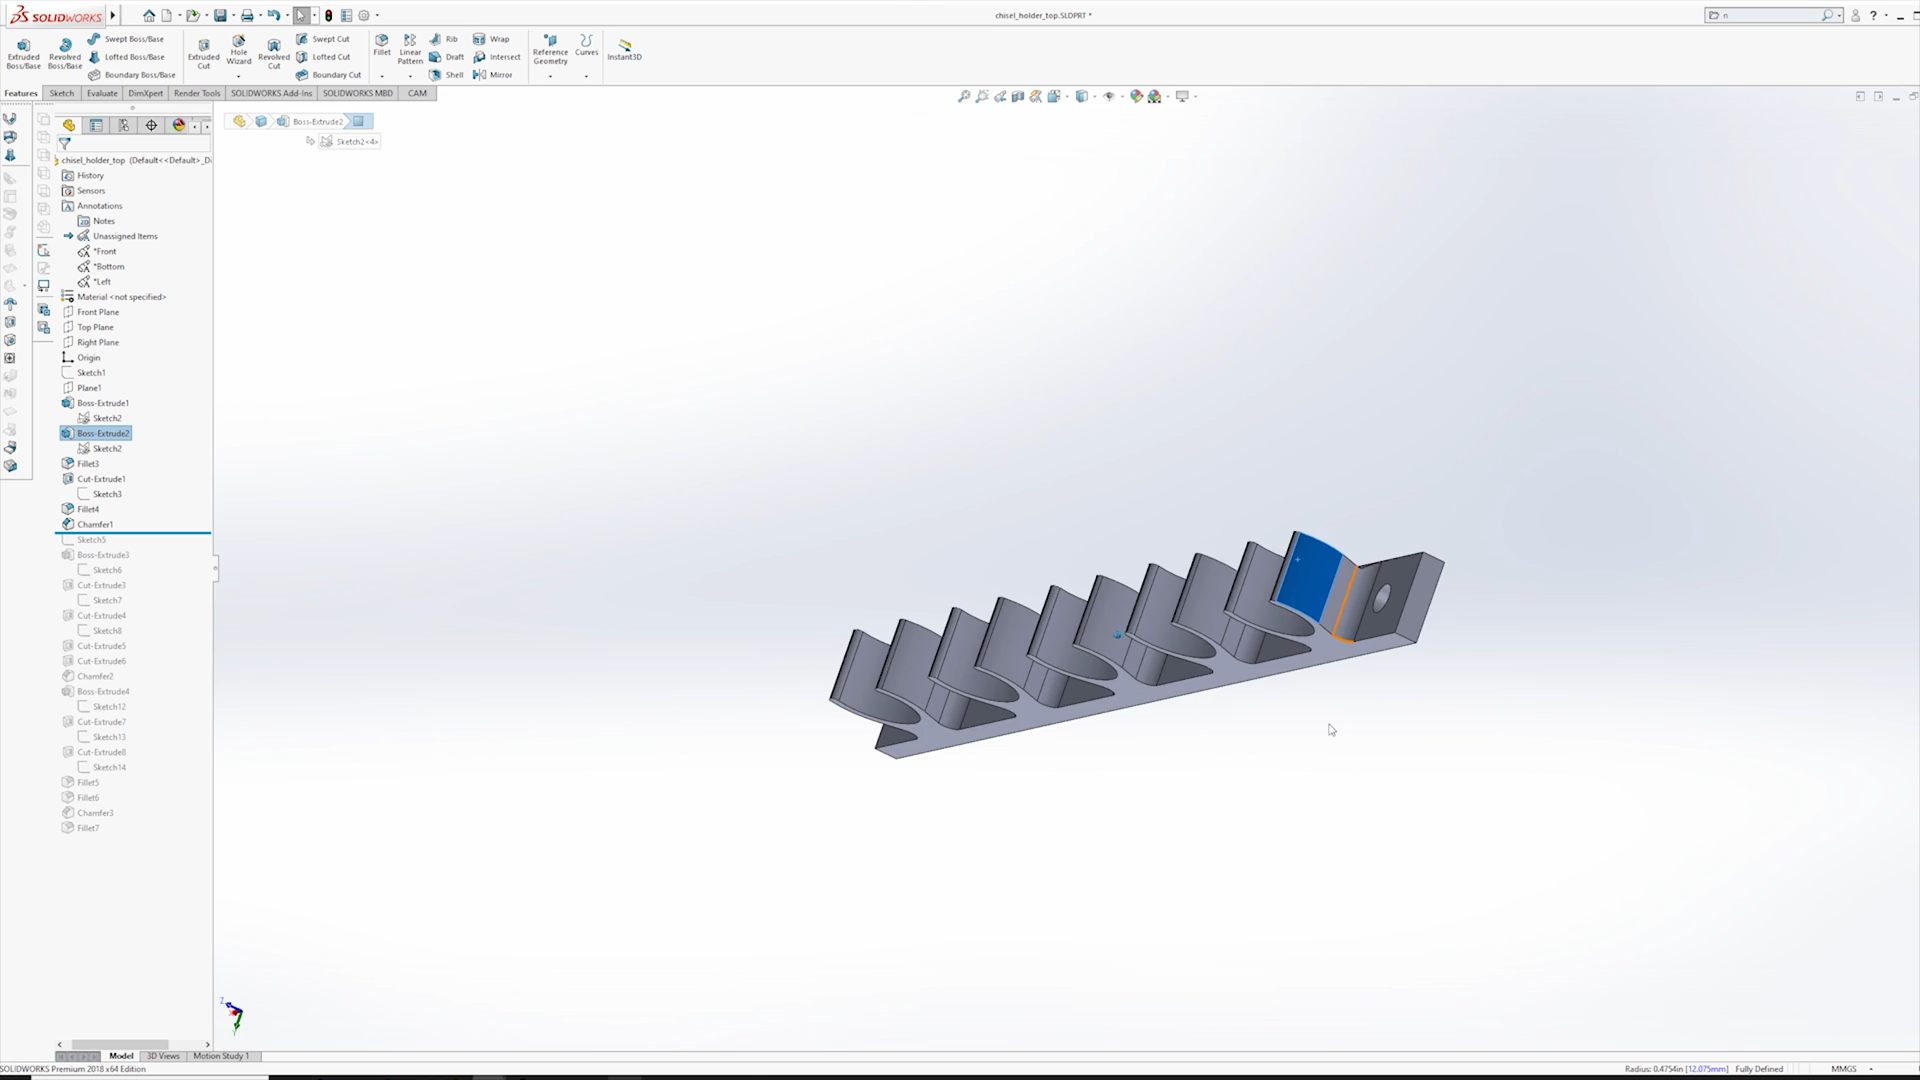 SOLIDWORKS
chisel_holder_top.SLDPRT *
n
?
Extruded Boss/Base
Revolved Boss/Base
Swept Boss/Base
Lofted Boss/Base
Boundary Boss/Base
Extruded Cut
Hole Wizard
Revolved Cut
Swept Cut
Lofted Cut
Boundary Cut
Fillet
Linear Pattern
Rib
Draft
Shell
Wrap
Intersect
Mirror
Reference Geometry
Curves
Instant3D
Features
Sketch
Evaluate
DimXpert
Render Tools
SOLIDWORKS Add-Ins
SOLIDWORKS MBD
CAM
Boss-Extrude2
Sketch2<4>
chisel_holder_top (Default<<Default>_Di
History
Sensors
Annotations
Notes
Unassigned Items
*Front
*Bottom
*Left
Material <not specified>
Front Plane
Top Plane
Right Plane
Origin
Sketch1
Plane1
Boss-Extrude1
Sketch2
Boss-Extrude2
Sketch2
Fillet3
Cut-Extrude1
Sketch3
Fillet4
Chamfer1
Sketch5
Boss-Extrude3
Sketch6
Cut-Extrude3
Sketch7
Cut-Extrude4
Sketch8
Cut-Extrude5
Cut-Extrude6
Chamfer2
Boss-Extrude4
Sketch12
Cut-Extrude7
Sketch13
Cut-Extrude8
Sketch14
Fillet5
Fillet6
Chamfer3
Fillet7
Z
Model
3D Views
Motion Study 1
SOLIDWORKS Premium 2018 x64 Edition
Radius: 0.4754in [12.075mm]
Fully Defined
MMGS